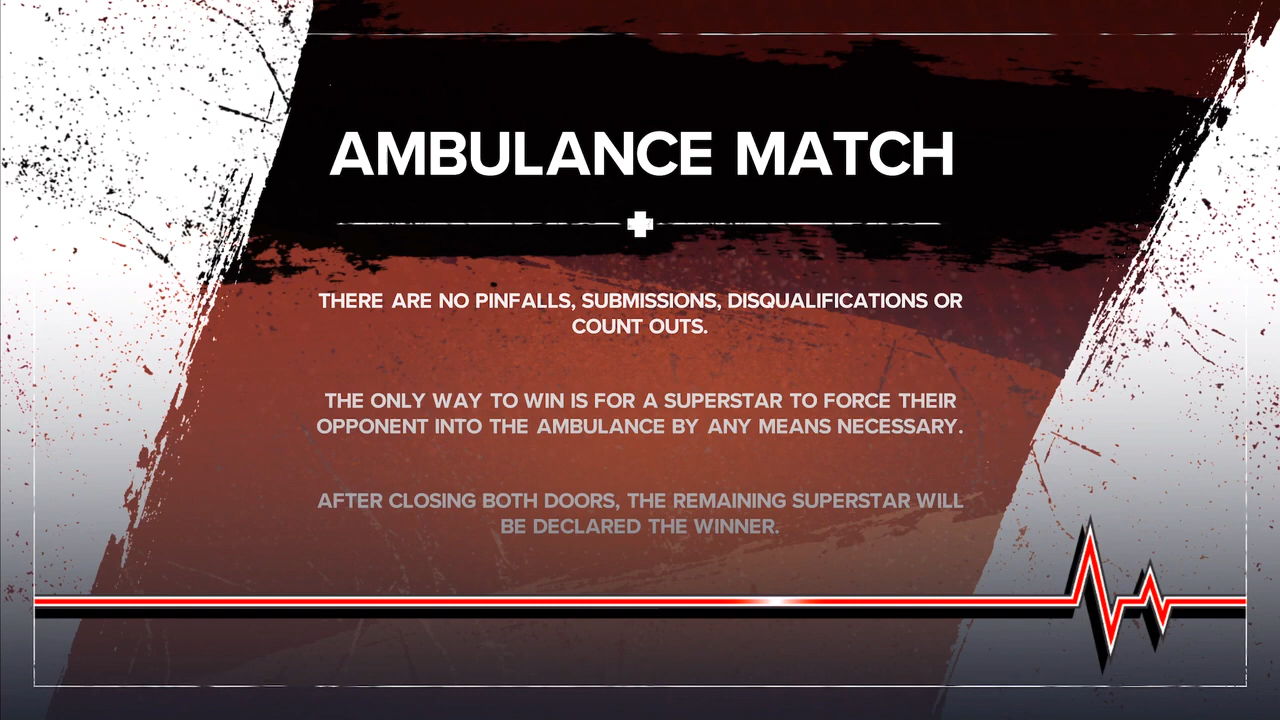 AMBULANCE MATCH
THERE ARE NO PINFALLS, SUBMISSIONS, DISQUALIFICATIONS OR
COUNT OUTS.
THE ONLY WAY TO WIN IS FOR A SUPERSTAR TO FORCE THEIR
OPPONENT INTO THE AMBULANCE BY ANY MEANS NECESSARY.
AFTER CLOSING BOTH DOORS, THE REMAINING SUPERSTAR WILL
BE DECLARED THE WINNER.